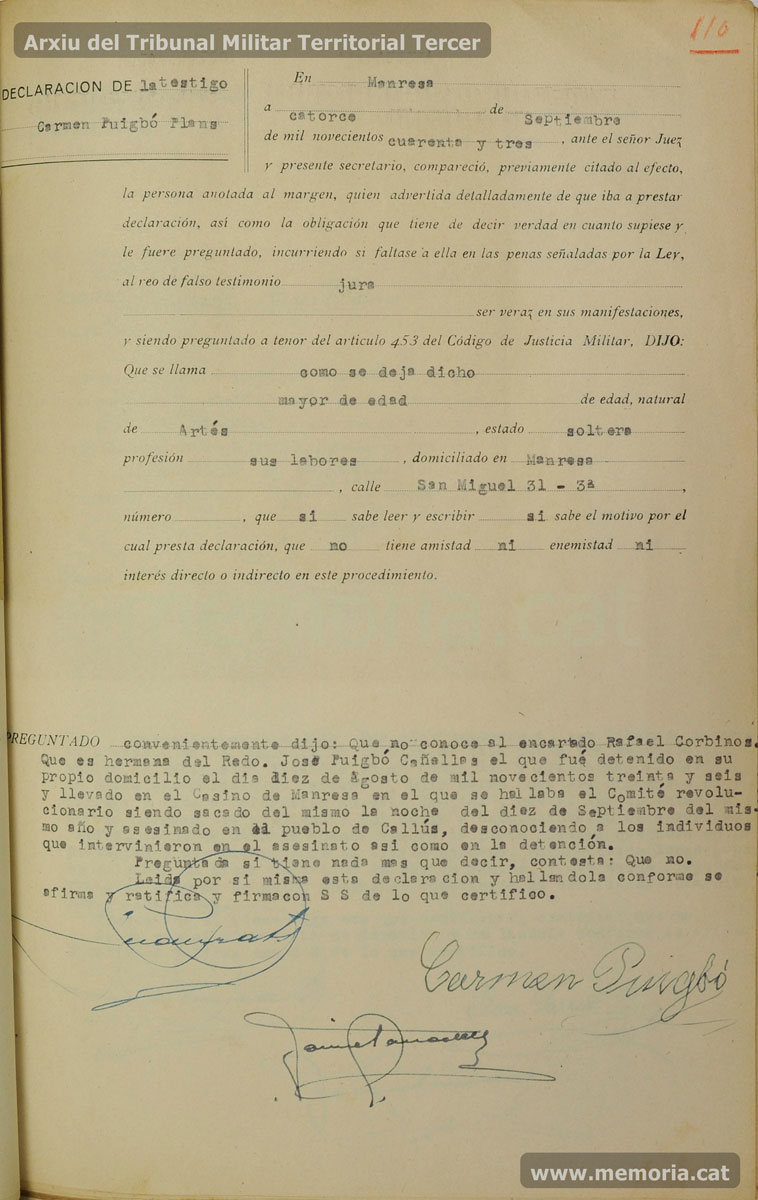 Arxiu del Tribunal Militar Territorial Tercer
110
DECLARACION DE la testigo
Carmen Puigbó Plans
En Manresa
a catorce de Septiembre
de mil novecientos cuarenta y tres, ante el señor Juez
y presente secretario, compareció, previamente citado al efecto,
la persona anotada al margen, quien advertida detalladamente de que iba a prestar
declaración, así como la obligación que tiene de decir verdad en cuanto supiese y
le fuere preguntado, incurriendo si faltase a ella en las penas señaladas por la Ley,
al reo de falso testimonio jura
ser veraz en sus manifestaciones,
y siendo preguntado a tenor del articulo 453 del Código de Justicia Militar, DIJO:
Que se llama como se deja dicho
mayor de edad de edad, natural
de Artés, estado soltera
profesión sus labores, domiciliado en Manresa
, calle San Miguel 31 - 3ª,
número , que si sabe leer y escribir si sabe el motivo por el
cual presta declaración, que no tiene amistad ni enemistad ni
interés directo o indirecto en este procedimiento.
PREGUNTADO convenientemente dijo: Que no conoce al encartado Rafael Corbinos.
Que es hermana del Redo. José Puigbó Cañellas el que fué detenido en su
propio domicilio el dia diez de Agosto de mil novecientos treinta y seis
y llevado en el Casino de Manresa en el que se hallaba el Comité revolu-
cionario siendo sacado del mismo la noche del diez de Septiembre del mis-
mo año y asesinado en el pueblo de Callús, desconociendo a los individuos
que intervinieron en el asesinato asi como en la detención.
Preguntada si tiene nada mas que decir, contesta: Que no.
Leida por si misma esta declaracion y hallandola conforme se
afirma y ratifica y firmacon S S de lo que certifico.
Carmen Puigbó
www.memoria.cat